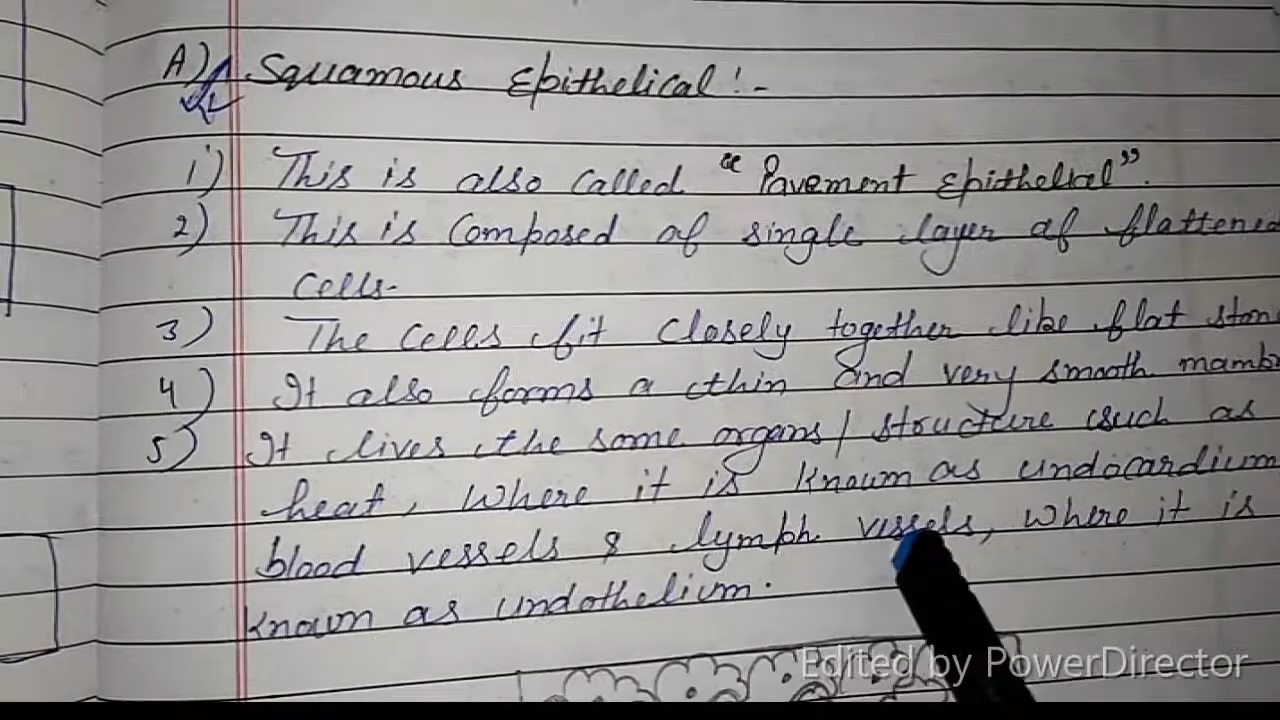 A) Squamous Epithelical :-
1) This is also called "Pavement Epithelial".
2) This is Composed of single layer of flattened
cells.
3) The cells fit closely together like flat ston
4) It also forms a thin and very smooth mamb
5) It lives the some organs/structure such as
heat, where it is known as undocardium
blood vessels & lymph vissels, where it is
known as undothelium.
Edited by PowerDirector